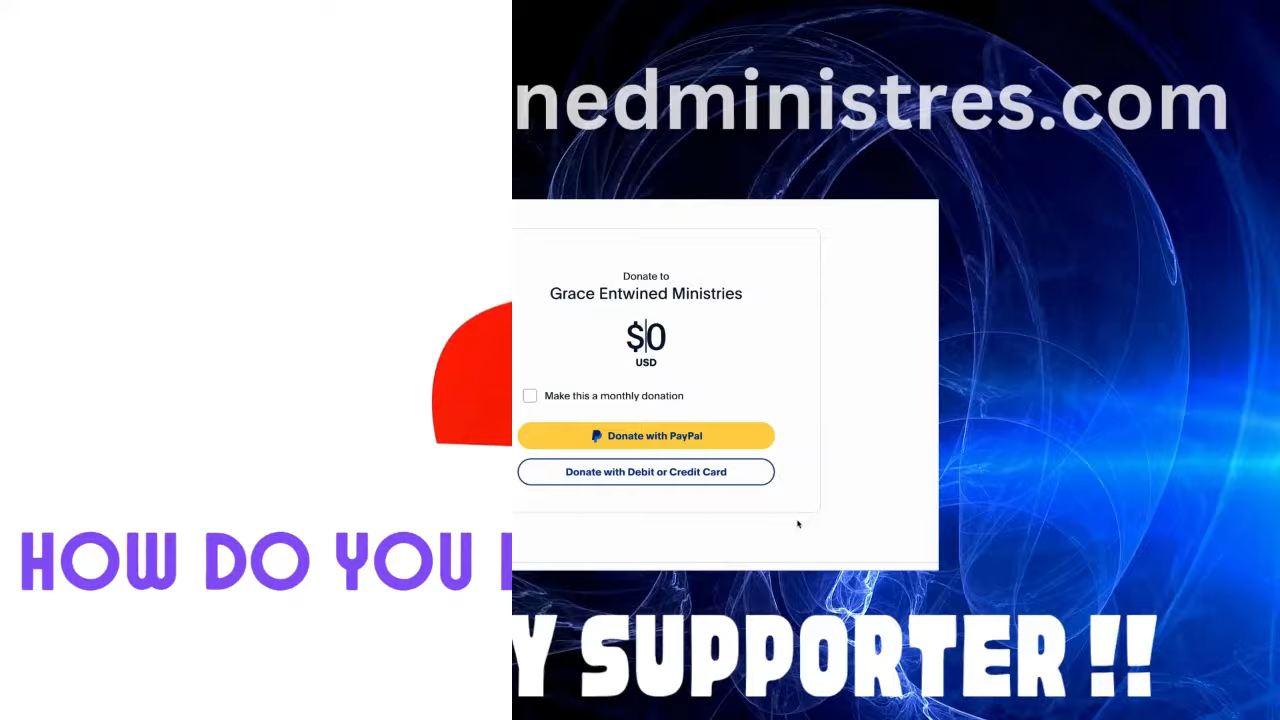 nedministres.com
Donate to
Grace Entwined Ministries
$0
USD
Make this a monthly donation
Donate with PayPal
Donate with Debit or Credit Card
HOW DO YOU
Y SUPPORTER !!